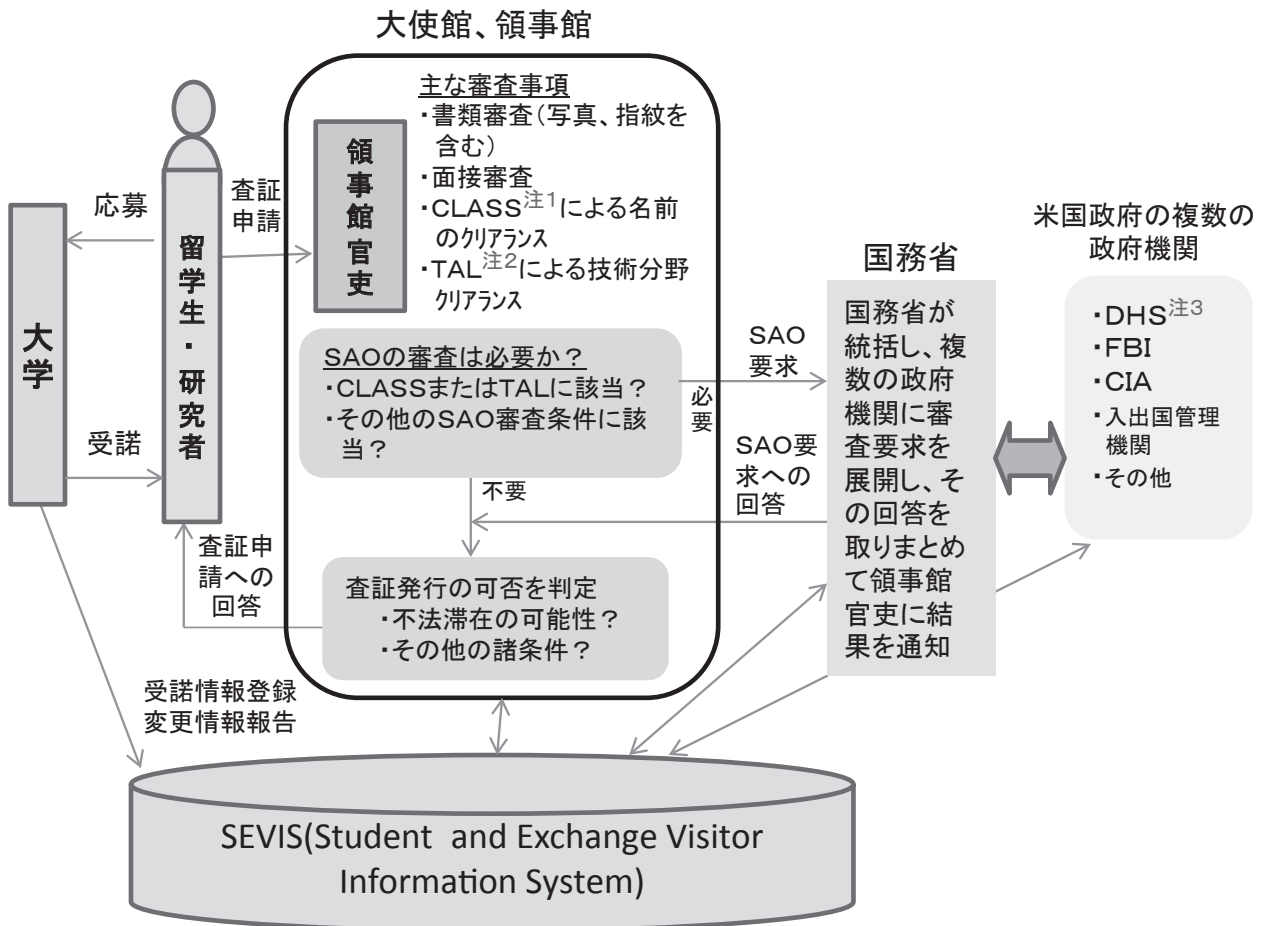 大使館、領事館
主な審査事項
・書類審査（写真、指紋を
含む）
・面接審査
・CLASS注1による名前
のクリアランス
・TAL注2による技術分野
クリアランス
領事館官吏
査証
申請
応募
留学生・研究者
大学
受諾
SAOの審査は必要か？
・CLASSまたはTALに該当？
・その他のSAO審査条件に該
当？
必要
不要
SAO
要求
SAO要
求への
回答
国務省
国務省が
統括し、複
数の政府
機関に審
査要求を
展開し、そ
の回答を
取りまとめ
て領事館
官吏に結
果を通知
米国政府の複数の
政府機関
・DHS注3
・FBI
・CIA
・入出国管理
機関
・その他
査証申
請への
回答
査証発行の可否を判定
・不法滞在の可能性？
・その他の諸条件？
受諾情報登録
変更情報報告
SEVIS(Student and Exchange Visitor
Information System)